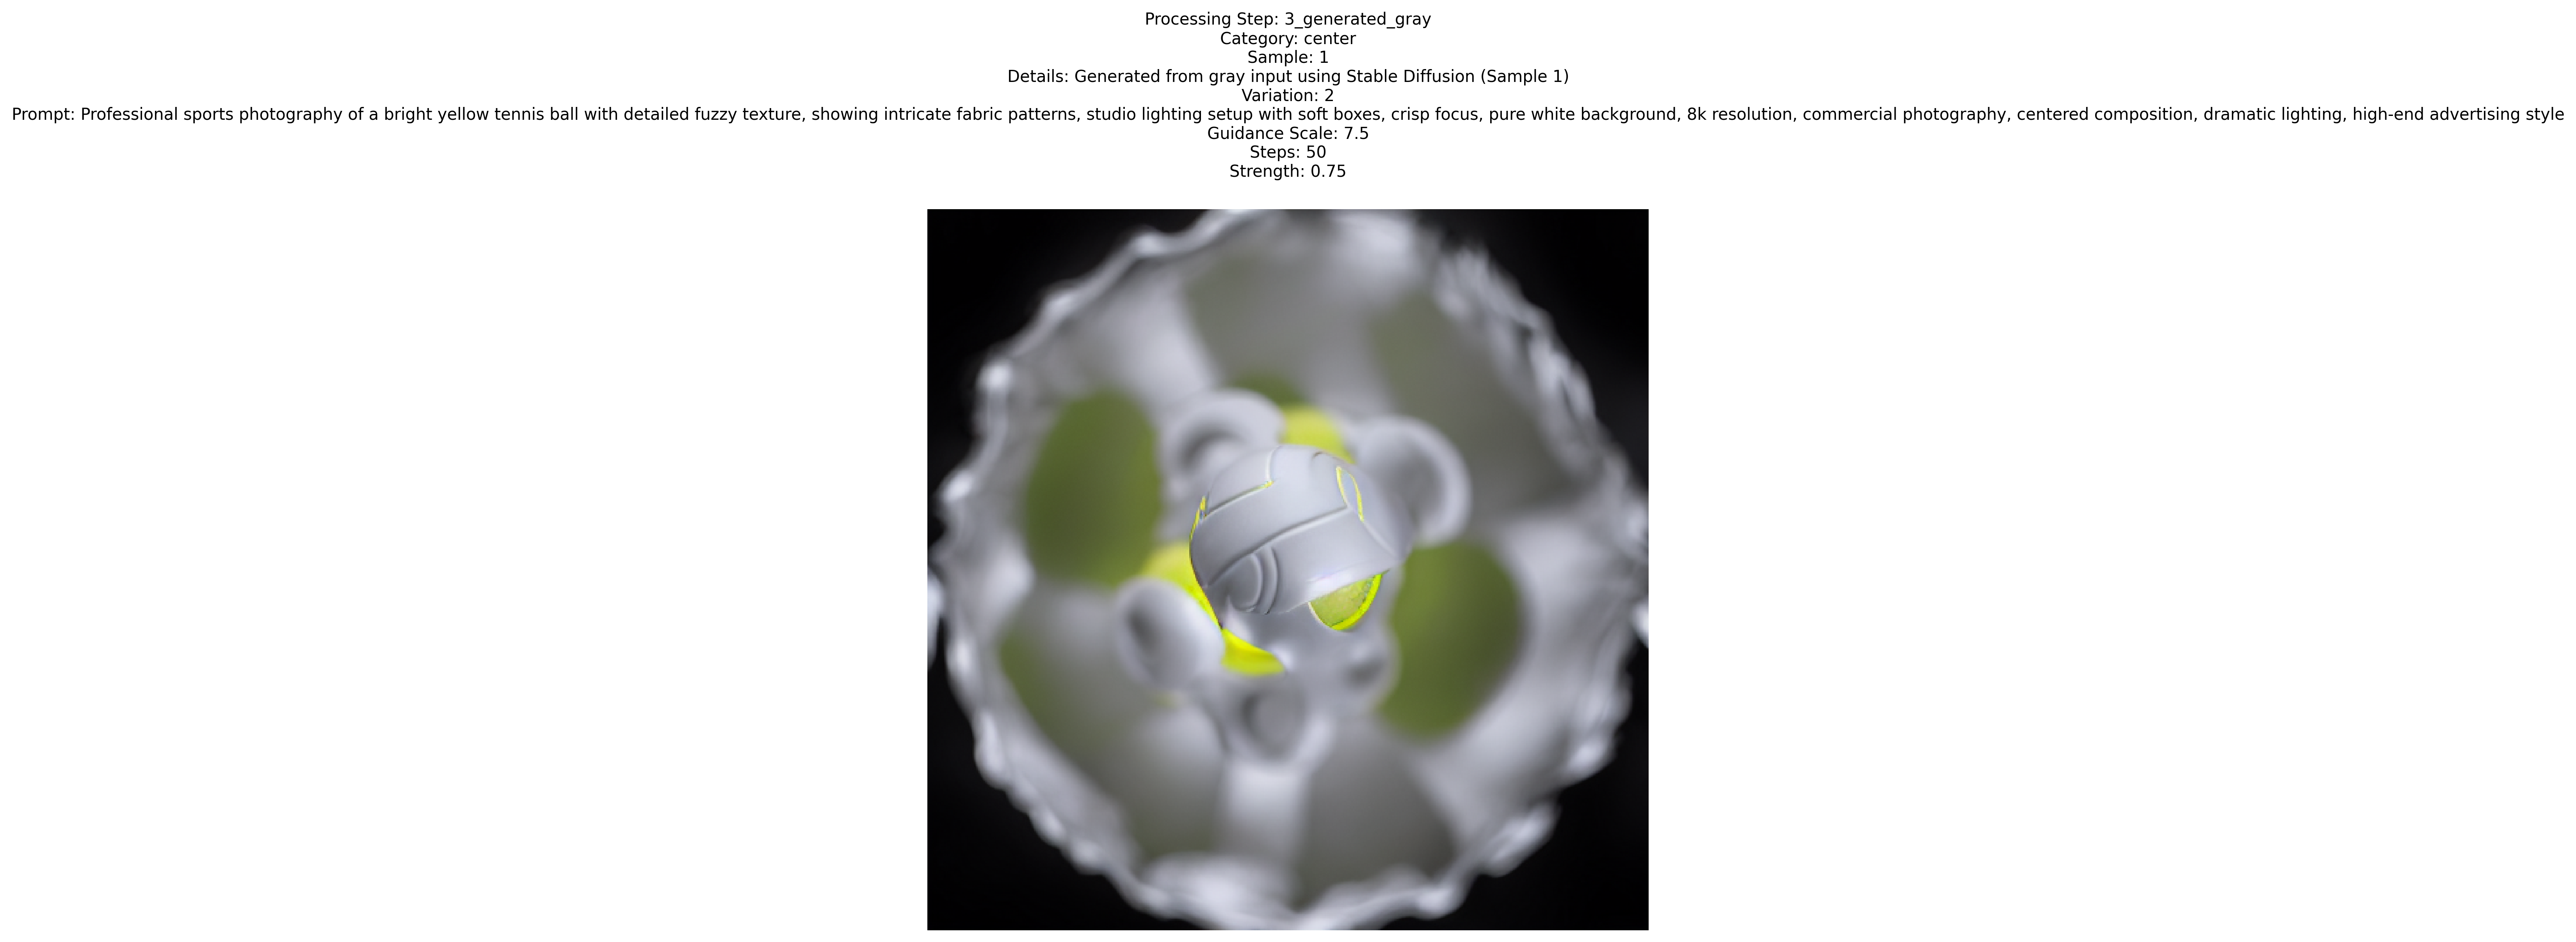 Processing Step: 3_generated_gray
Category: center
Sample: 1
Details: Generated from gray input using Stable Diffusion (Sample 1)
Variation: 2
Prompt: Professional sports photography of a bright yellow tennis ball with detailed fuzzy texture, showing intricate fabric patterns, studio lighting setup with soft boxes, crisp focus, pure white background, 8k resolution, commercial photography, centered composition, dramatic lighting, high-end advertising style
Guidance Scale: 7.5
Steps: 50
Strength: 0.75